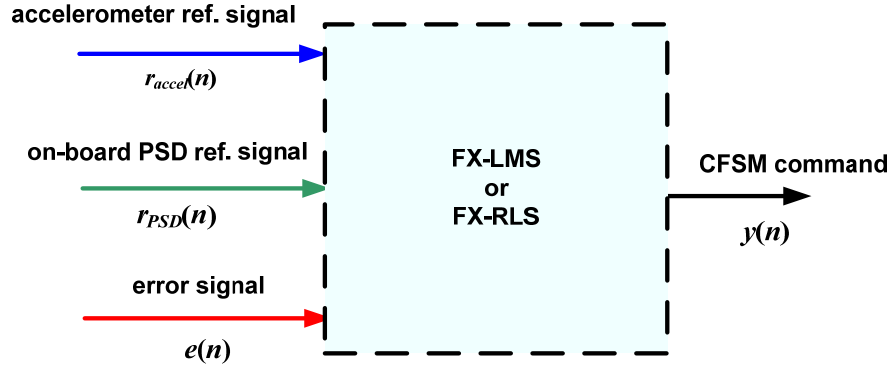 accelerometer ref. signal
r_accel(n)
on-board PSD ref. signal
r_PSD(n)
error signal
e(n)
FX-LMS
or
FX-RLS
CFSM command
y(n)